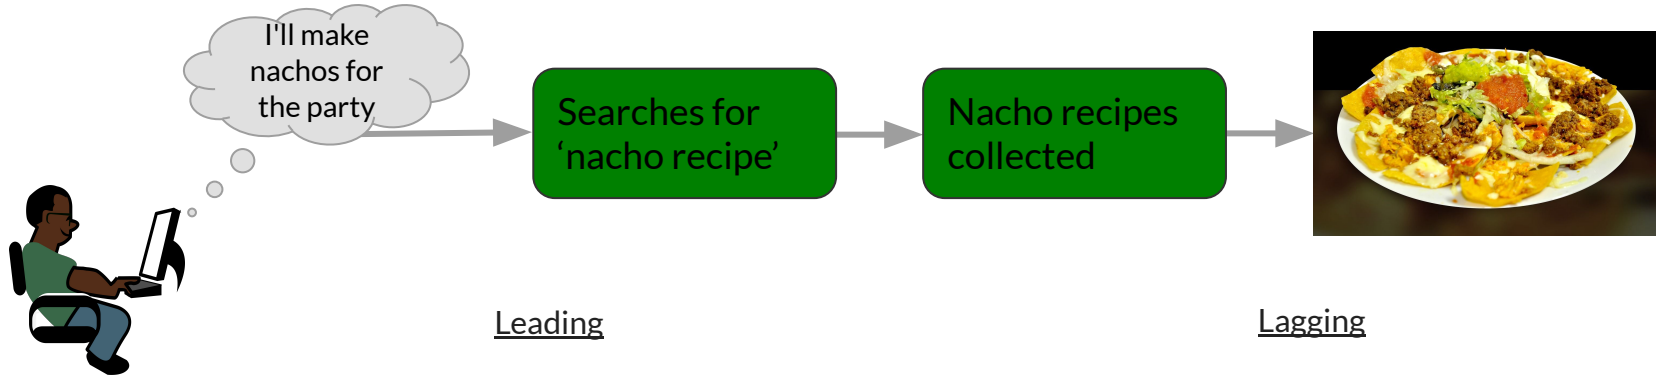 I'll make
nachos for
the party
Searches for
‘nacho recipe’
Nacho recipes
collected
Leading
Lagging